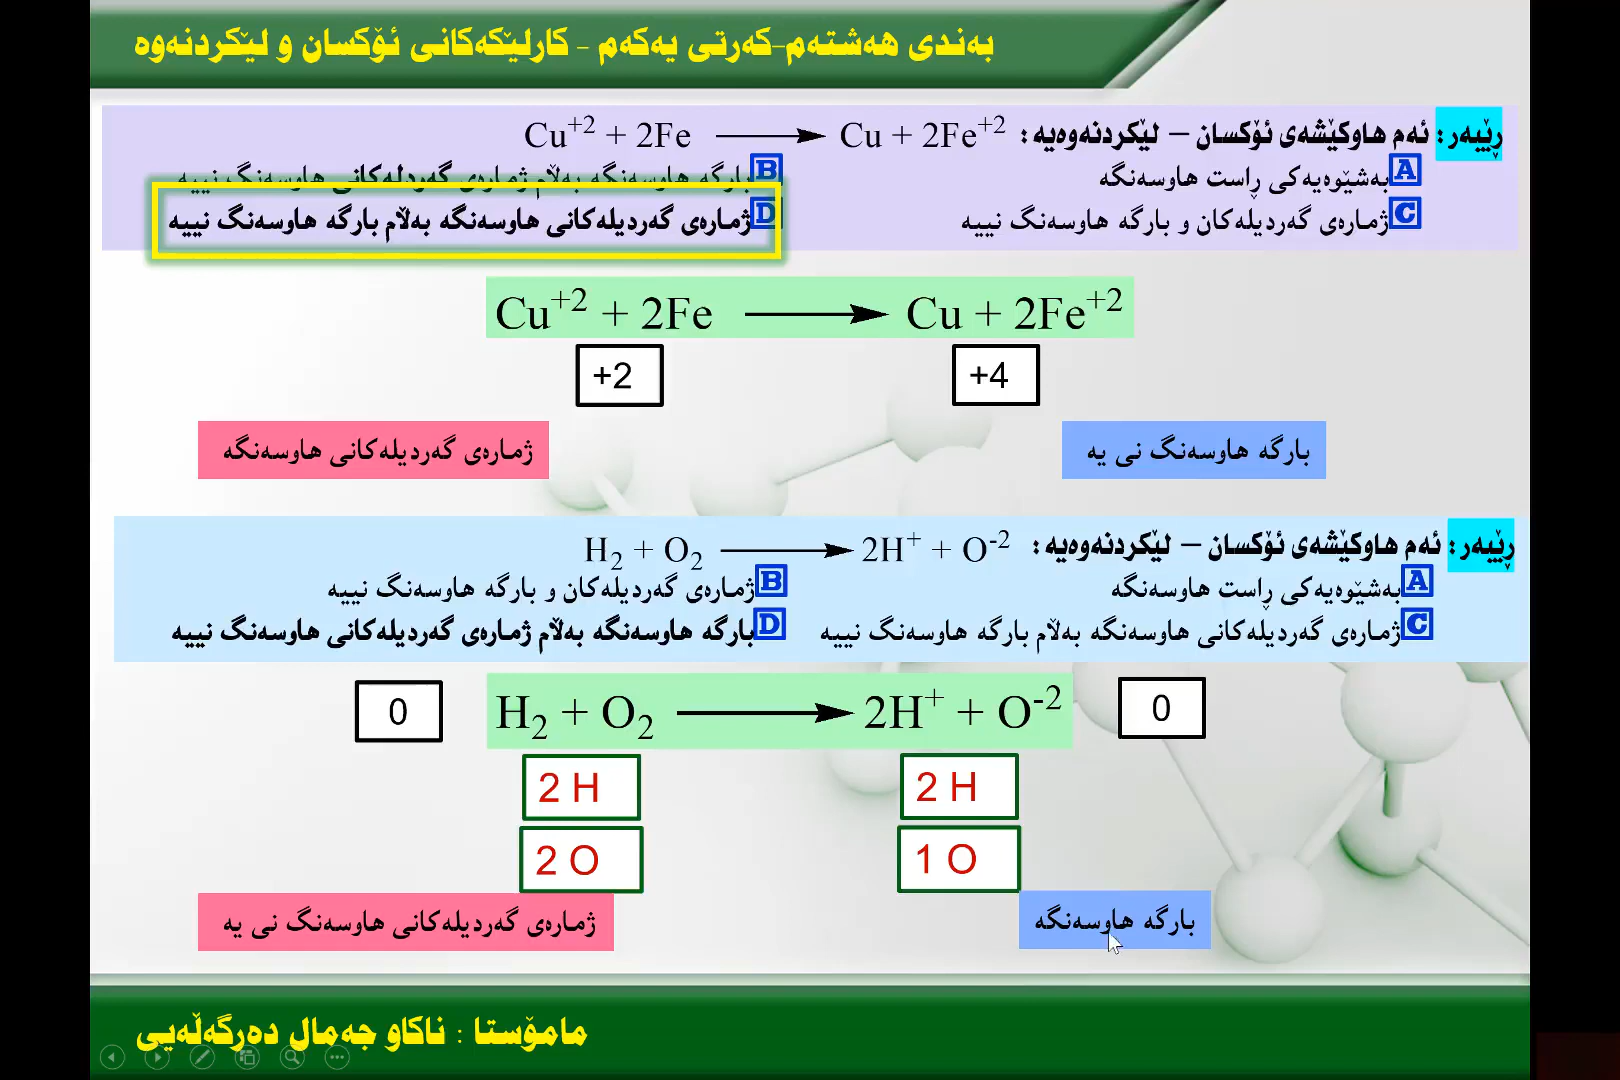 بەندی هەشتەم-کەرتی یەکەم - کارلێکەکانی ئۆکسان و لێکردنەوە
ڕێبەر: ئەم هاوکێشەی ئۆکسان – لێکردنەوەیە: Cu+2 + 2Fe ⟶ Cu + 2Fe+2
A بەشێوەیەکی ڕاست هاوسەنگە B بارگە هاوسەنگە بەڵام ژمارەی گەردیلەکانی هاوسەنگ نییە
C ژمارەی گەردیلەکان و بارگە هاوسەنگ نییە D ژمارەی گەردیلەکانی هاوسەنگە بەڵام بارگە هاوسەنگ نییە
Cu+2 + 2Fe ⟶ Cu + 2Fe+2
+2 +4
بارگە هاوسەنگ نی یە ژمارەی گەردیلەکانی هاوسەنگە
ڕێبەر: ئەم هاوکێشەی ئۆکسان – لێکردنەوەیە: H2 + O2 ⟶ 2H+ + O-2
A بەشێوەیەکی ڕاست هاوسەنگە B ژمارەی گەردیلەکان و بارگە هاوسەنگ نییە
C ژمارەی گەردیلەکانی هاوسەنگە بەڵام بارگە هاوسەنگ نییە D بارگە هاوسەنگە بەڵام ژمارەی گەردیلەکانی هاوسەنگ نییە
0 H2 + O2 ⟶ 2H+ + O-2 0
2 H 2 H
2 O 1 O
بارگە هاوسەنگە ژمارەی گەردیلەکانی هاوسەنگ نی یە
مامۆستا : ناکاو جەمال دەرگەڵەیی